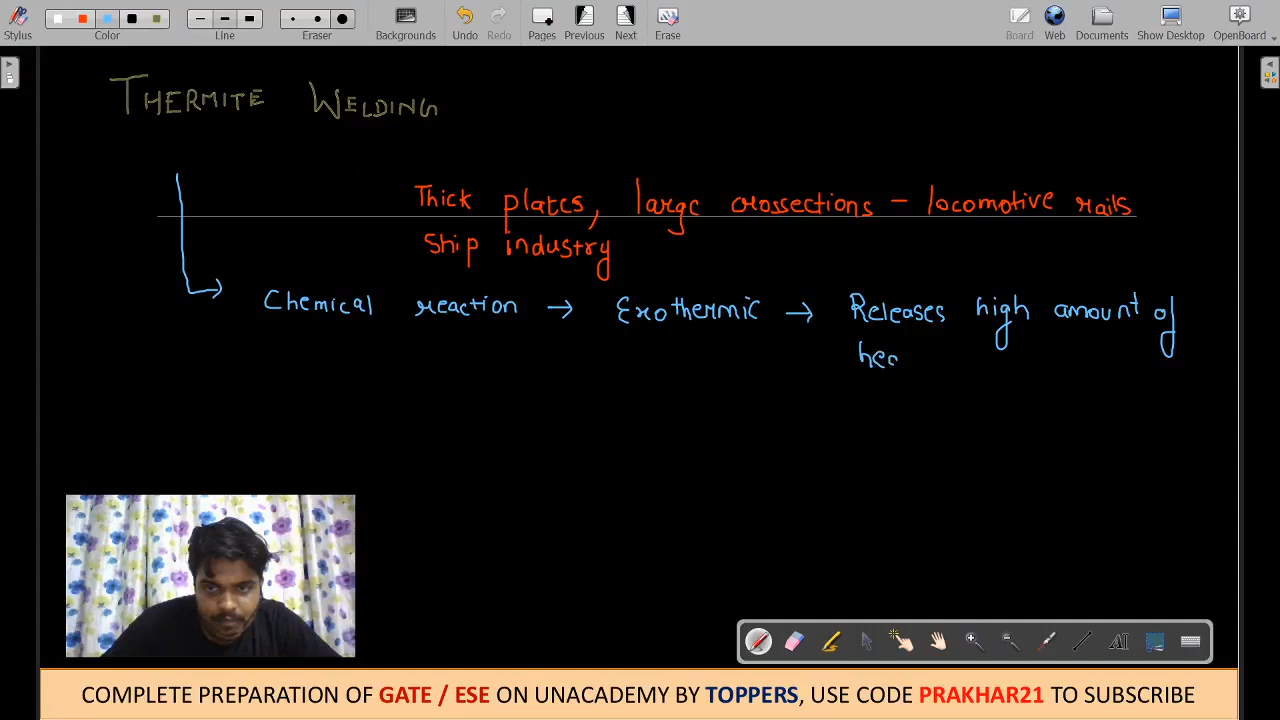 Stylus
Color
Line
Eraser
Backgrounds
Undo
Redo
Pages
Previous
Next
Erase
Board
Web
Documents
Show Desktop
OpenBoard
THERMITE WELDING
Thick plates, large crossections - locomotive rails
Ship industry
Chemical reaction → Exothermic → Releases high amount of
hea
AI
COMPLETE PREPARATION OF GATE / ESE ON UNACADEMY BY TOPPERS, USE CODE PRAKHAR21 TO SUBSCRIBE